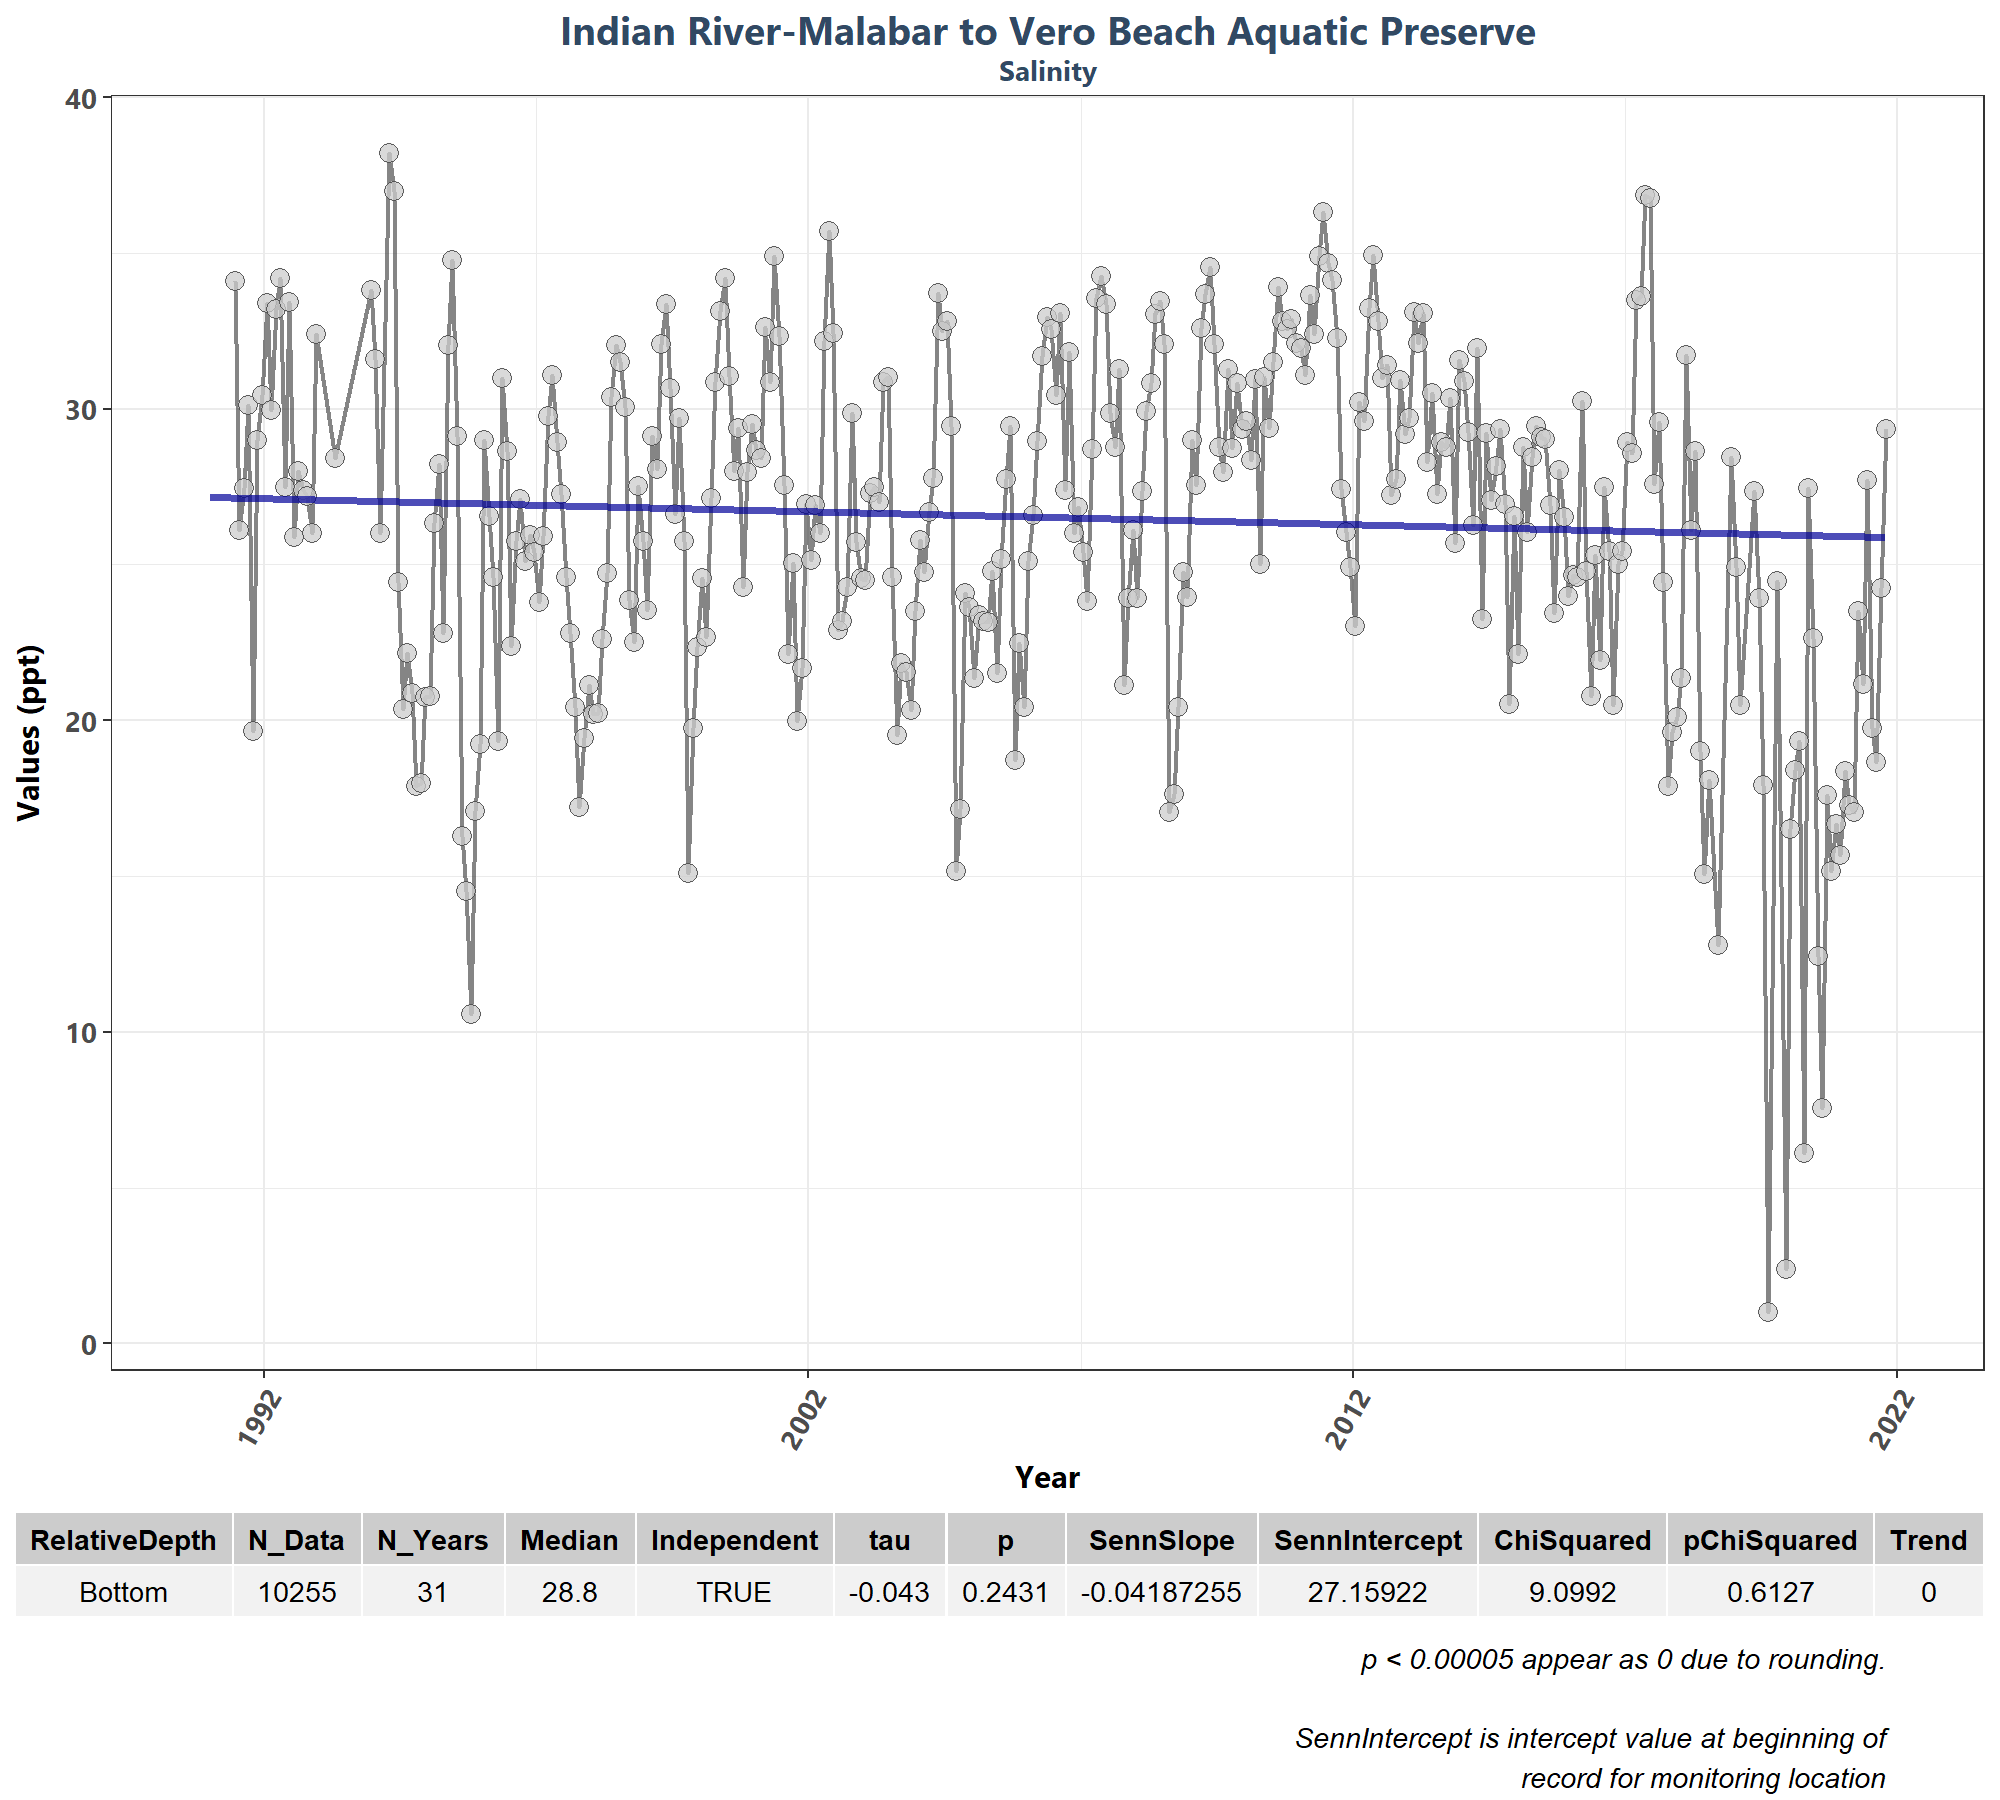 Indian River-Malabar to Vero Beach Aquatic Preserve
Salinity
Values (ppt)
40
30
20
10
0
1992
2002
2012
2022
Year
RelativeDepth N_Data N_Years Median Independent tau p SennSlope SennIntercept ChiSquared pChiSquared Trend
Bottom 10255 31 28.8 TRUE -0.043 0.2431 -0.04187255 27.15922 9.0992 0.6127 0
p < 0.00005 appear as 0 due to rounding.
SennIntercept is intercept value at beginning of
record for monitoring location